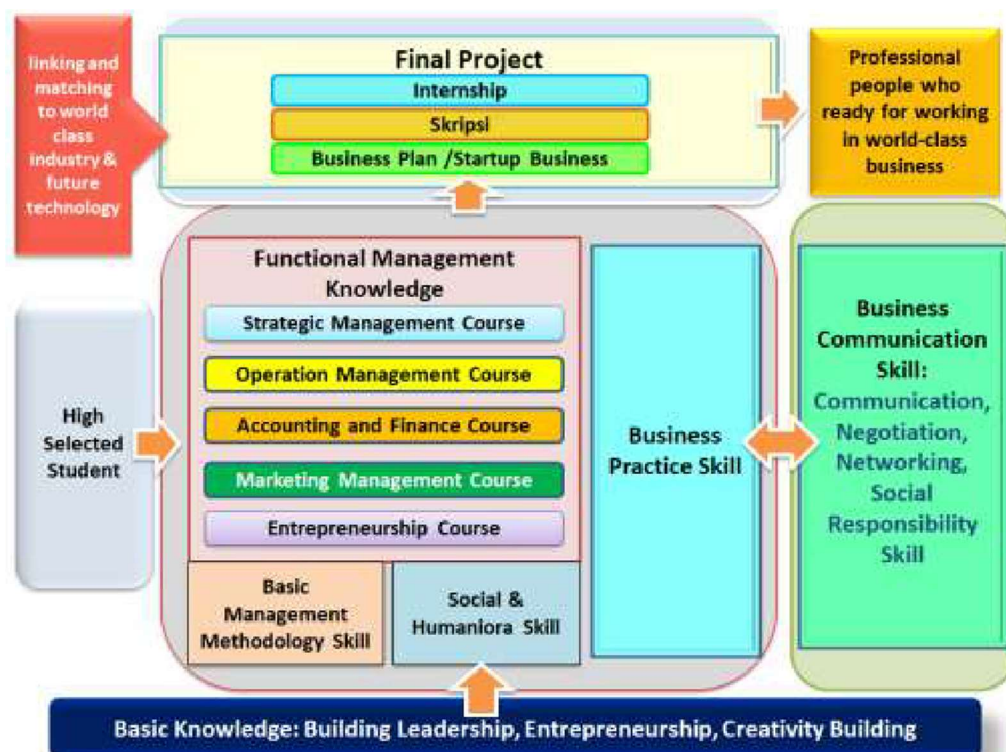 linking and
matching
to world
class
industry &
future
technology
Final Project
Internship
Skripsi
Business Plan /Startup Business
Professional
people who
ready for working
in world-class
business
High
Selected
Student
Functional Management
Knowledge
Strategic Management Course
Operation Management Course
Accounting and Finance Course
Marketing Management Course
Entrepreneurship Course
Basic
Management
Methodology Skill
Social &
Humaniora Skill
Business
Practice Skill
Business
Communication
Skill:
Communication,
Negotiation,
Networking,
Social
Responsibility
Skill
Basic Knowledge: Building Leadership, Entrepreneurship, Creativity Building